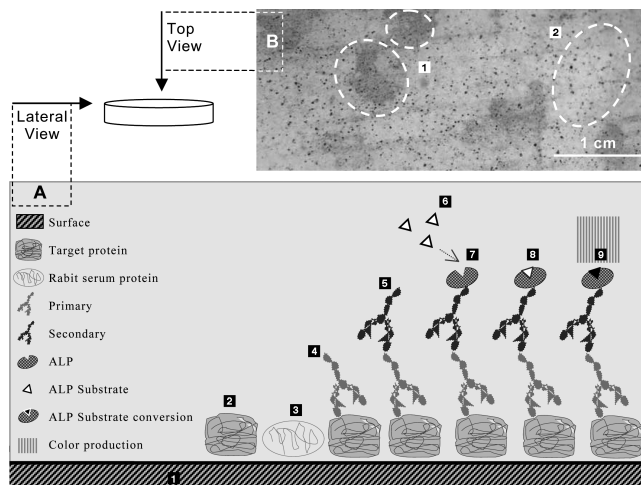 Top
View
B
2
1
1 cm
Lateral
View
A
6
Surface
7
8
9
Target protein
Rabit serum protein
5
Primary
Secondary
4
ALP
ALP Substrate
2
3
ALP Substrate conversion
Color production
1